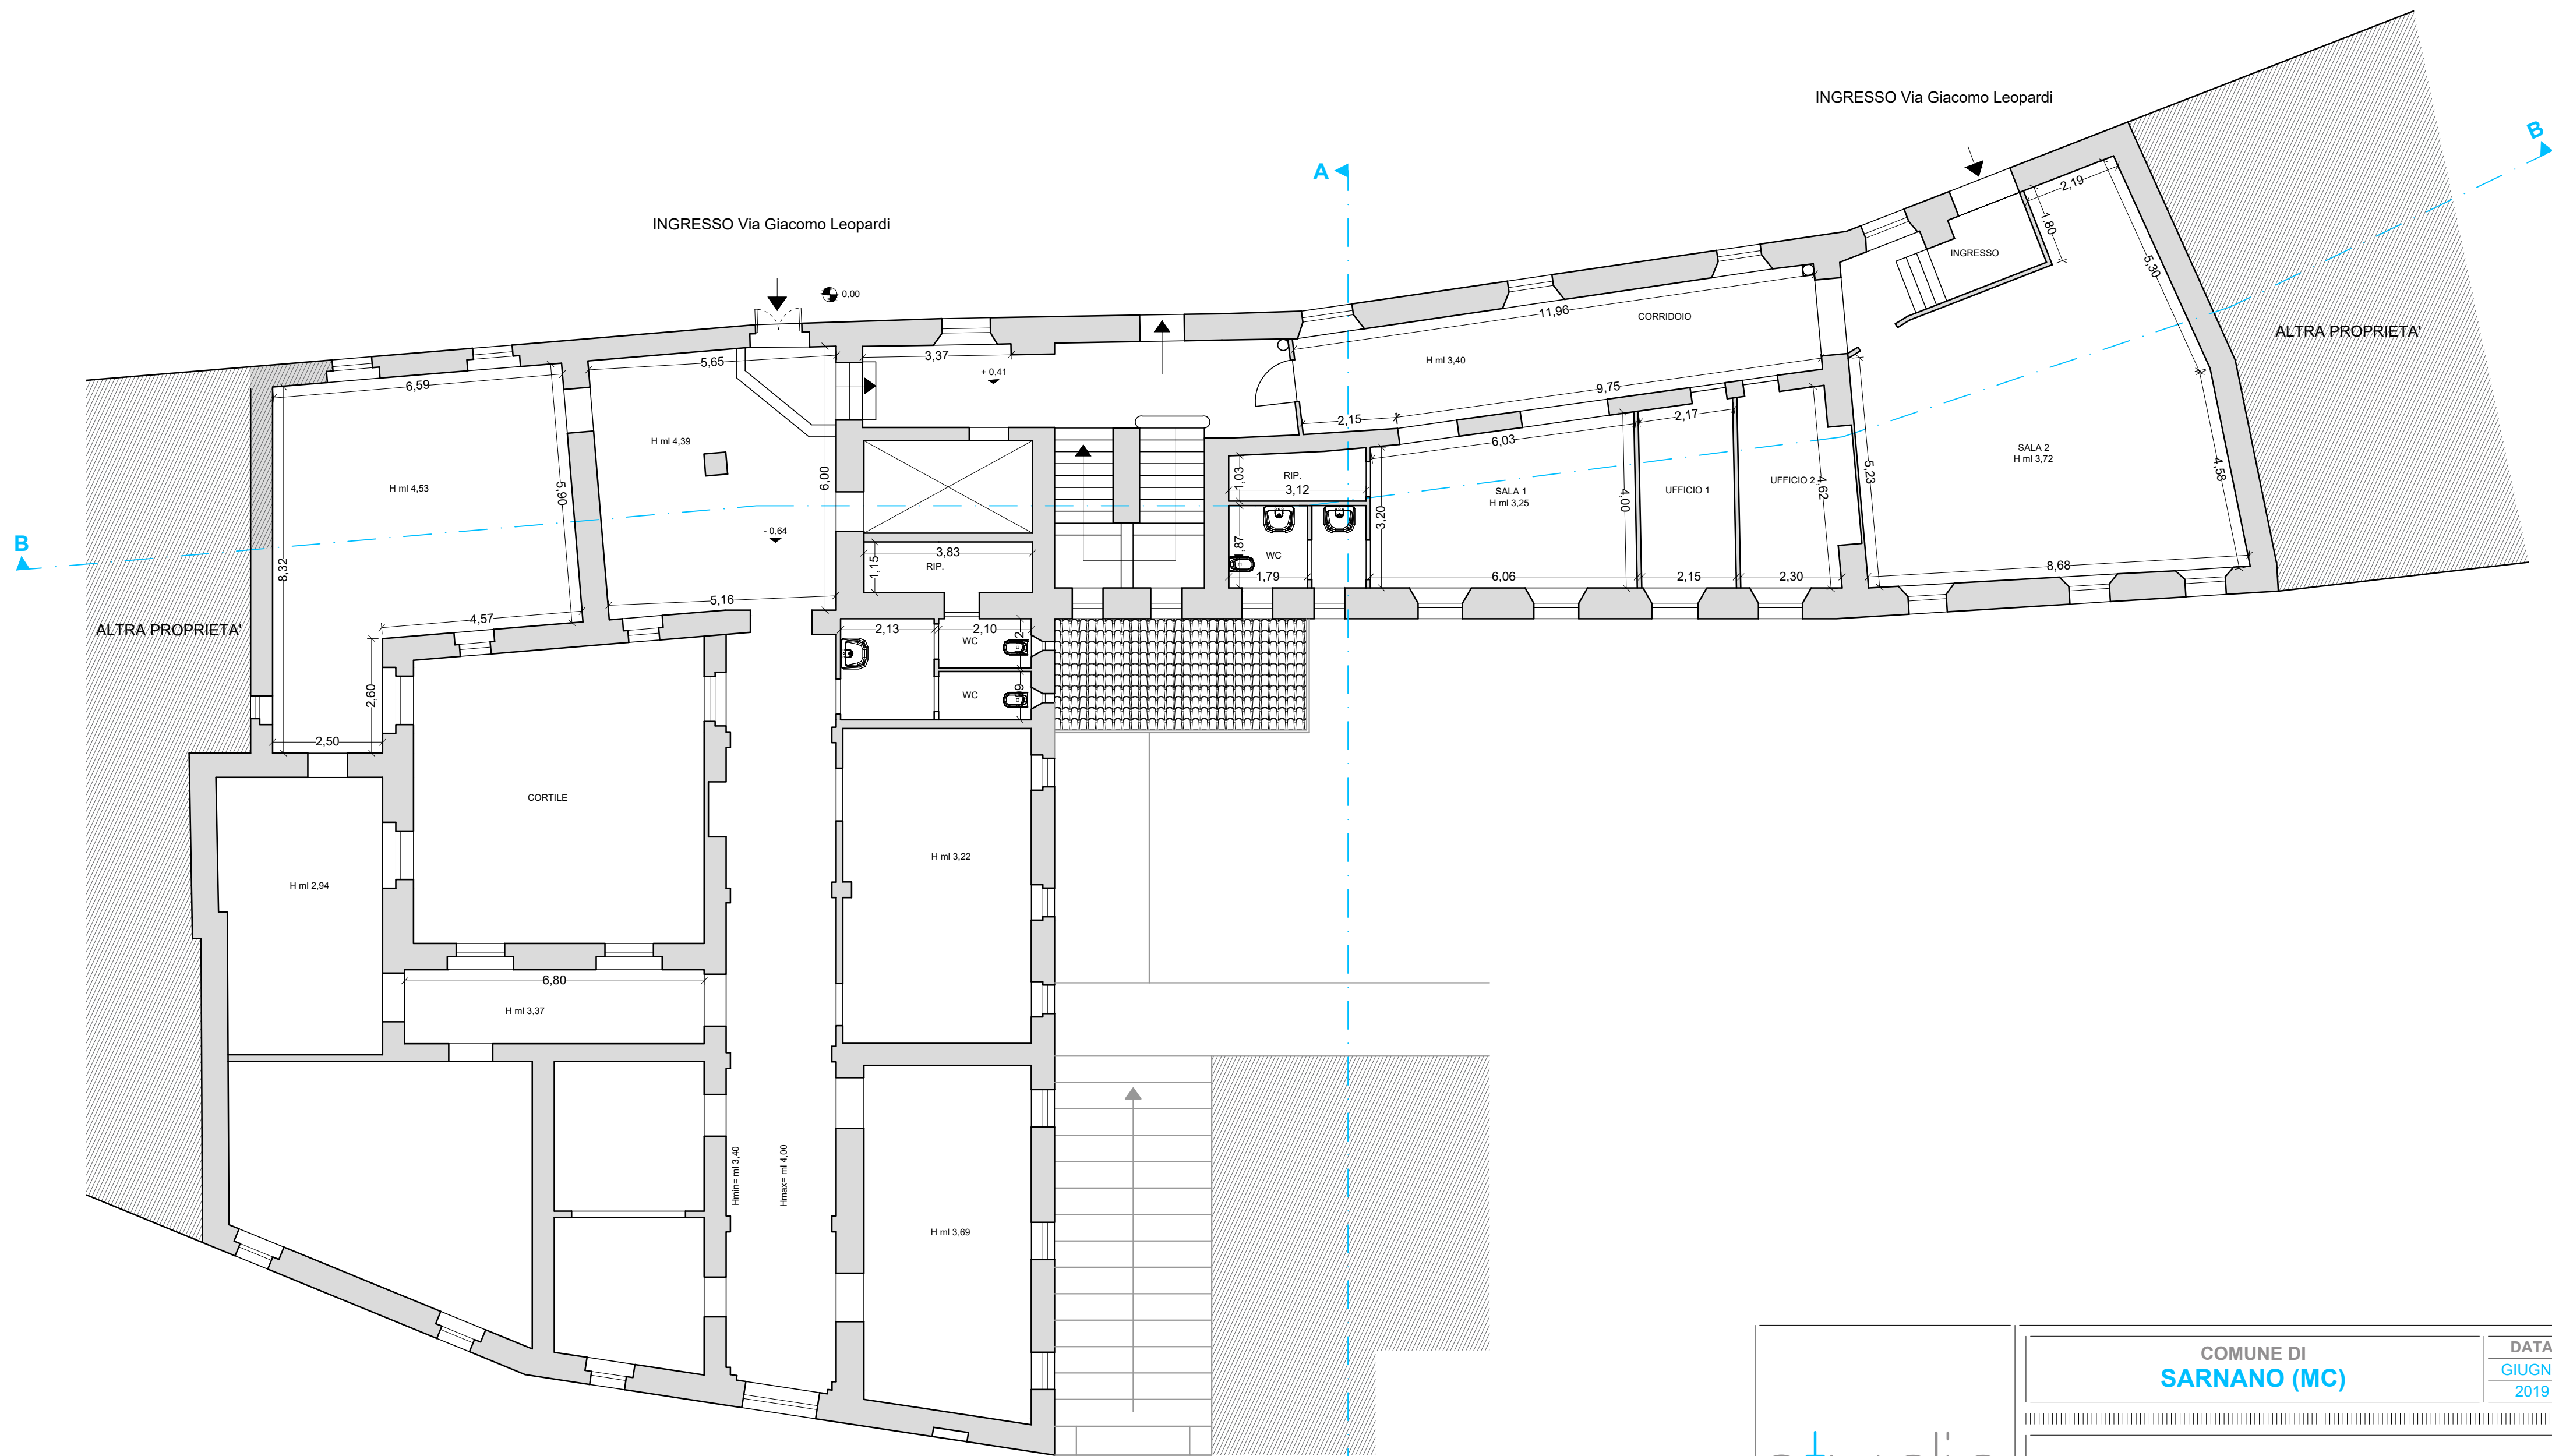 INGRESSO Via Giacomo Leopardi
B
A
2,19
1,80
INGRESSO
5,30
INGRESSO Via Giacomo Leopardi
0,00
11,96
CORRIDOIO
ALTRA PROPRIETA'
5,65
3,37
+ 0,41
H ml 3,40
9,75
6,59
2,15
2,17
H ml 4,39
6,03
SALA 2
H ml 3,72
4,58
5,23
6,00
1,03
RIP.
3,12
H ml 4,53
5,90
SALA 1
H ml 3,25
4,00
UFFICIO 1
UFFICIO 2
4,62
3,20
- 0,64
B
1,87
WC
3,83
1,15
RIP.
8,32
1,79
6,06
2,15
2,30
8,68
5,16
4,57
ALTRA PROPRIETA'
2,13
2,10
WC
WC
2,60
2,50
CORTILE
H ml 3,22
H ml 2,94
6,80
H ml 3,37
Hmin= ml 3,40
Hmax= ml 4,00
H ml 3,69
COMUNE DI
SARNANO (MC)
DATA
GIUGN
2019